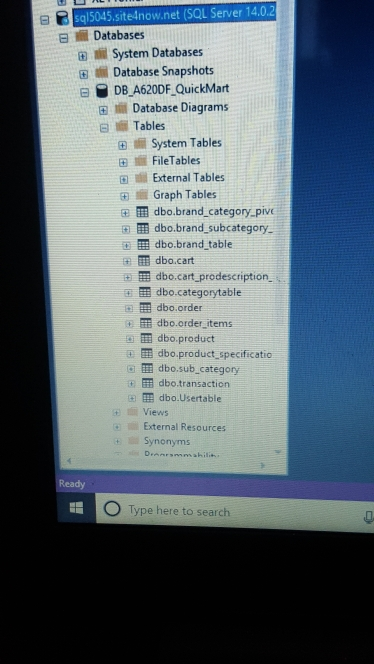 sql5045.site4now.net (SQL Server 14.0.2
Databases
System Databases
Database Snapshots
DB_A620DF_QuickMart
Database Diagrams
Tables
System Tables
FileTables
External Tables
Graph Tables
dbo.brand_category_pive
dbo.brand_subcategory_
dbo.brand_table
dbo.cart
dbo.cart_prodescription_
dbo.categorytable
dbo.order
dbo.order_items
dbo.product
dbo.product_specificatio
dbo.sub_category
dbo.transaction
dbo.Usertable
Views
External Resources
Synonyms
Programmability
Ready
Type here to search